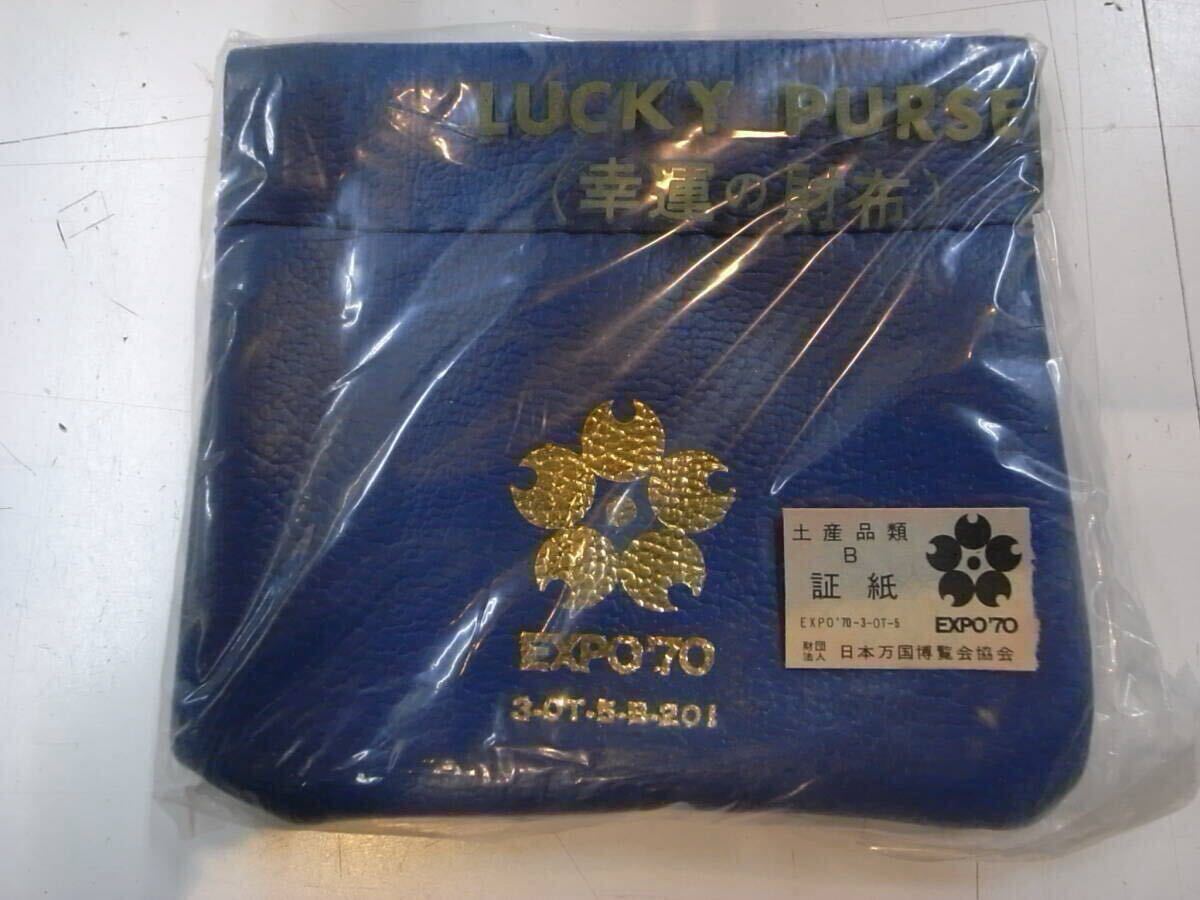 LUCKY PURSE
(幸運の財布)
EXPO'70
3-OT-5-B-201
土産品類
B
証紙
EXPO'70-3-OT-5
EXPO'70
財団法人 日本万国博覧会協会